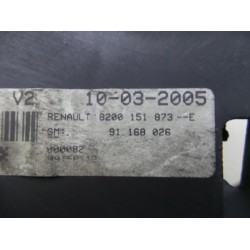 V2 10-03-2005
RENAULT 8200 151 873--E
SM:. 91 168 026